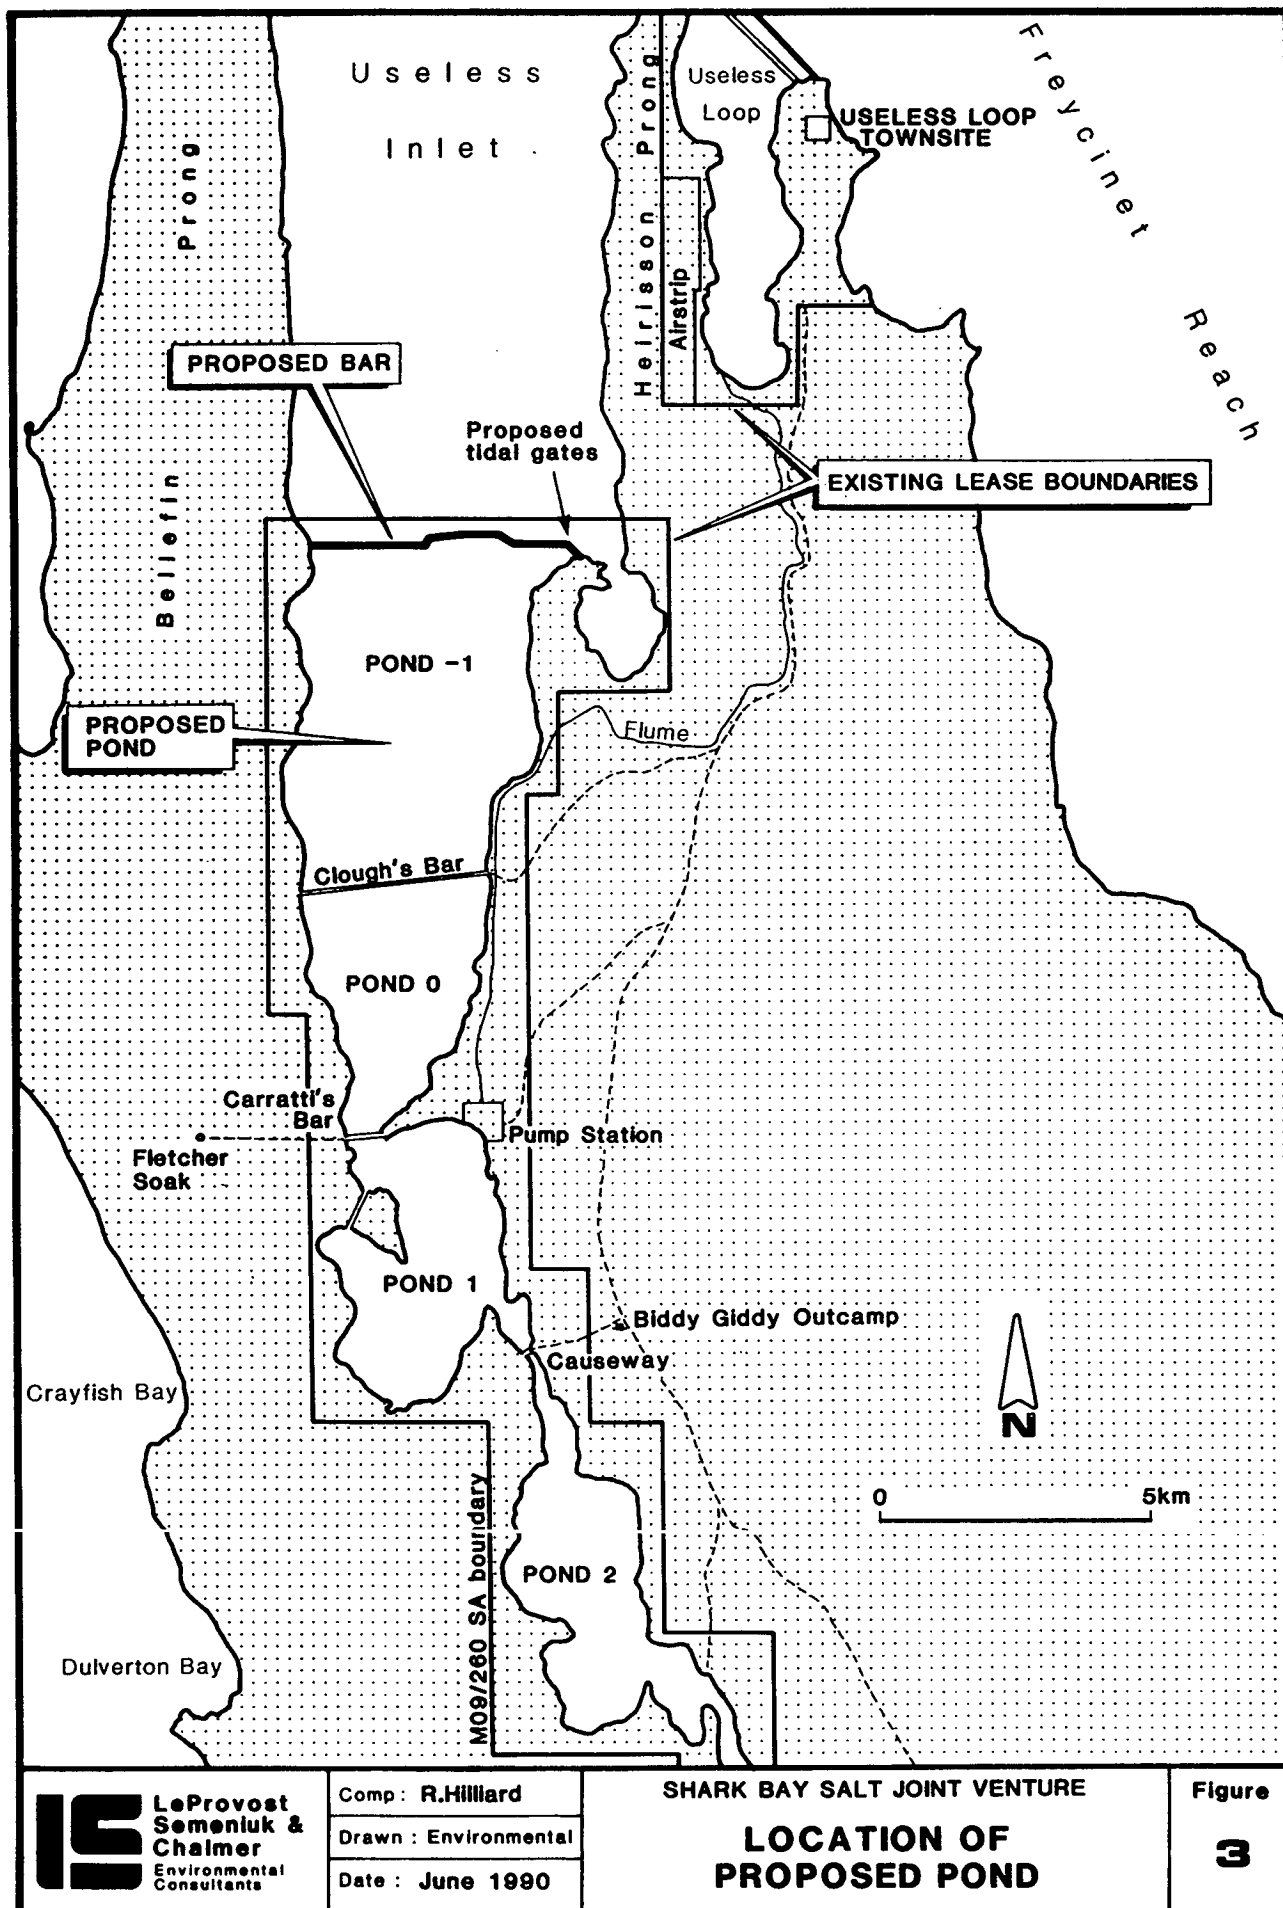 Useless
Inlet
Useless
Loop
USELESS LOOP
TOWNSITE
Freycinet
Reach
Prong
Heirisson Prong
Airstrip
PROPOSED BAR
Proposed
tidal gates
EXISTING LEASE BOUNDARIES
Bellefin
POND -1
PROPOSED
POND
Flume
Clough's Bar
POND 0
Carratti's
Bar
Pump Station
Fletcher
Soak
POND 1
Biddy Giddy Outcamp
Causeway
Crayfish Bay
N
0 5km
M09/260 SA boundary
POND 2
Dulverton Bay
LeProvost
Semeniuk &
Chalmer
Environmental
Consultants
Comp: R.Hilliard
Drawn: Environmental
Date: June 1990
SHARK BAY SALT JOINT VENTURE
LOCATION OF
PROPOSED POND
Figure
3